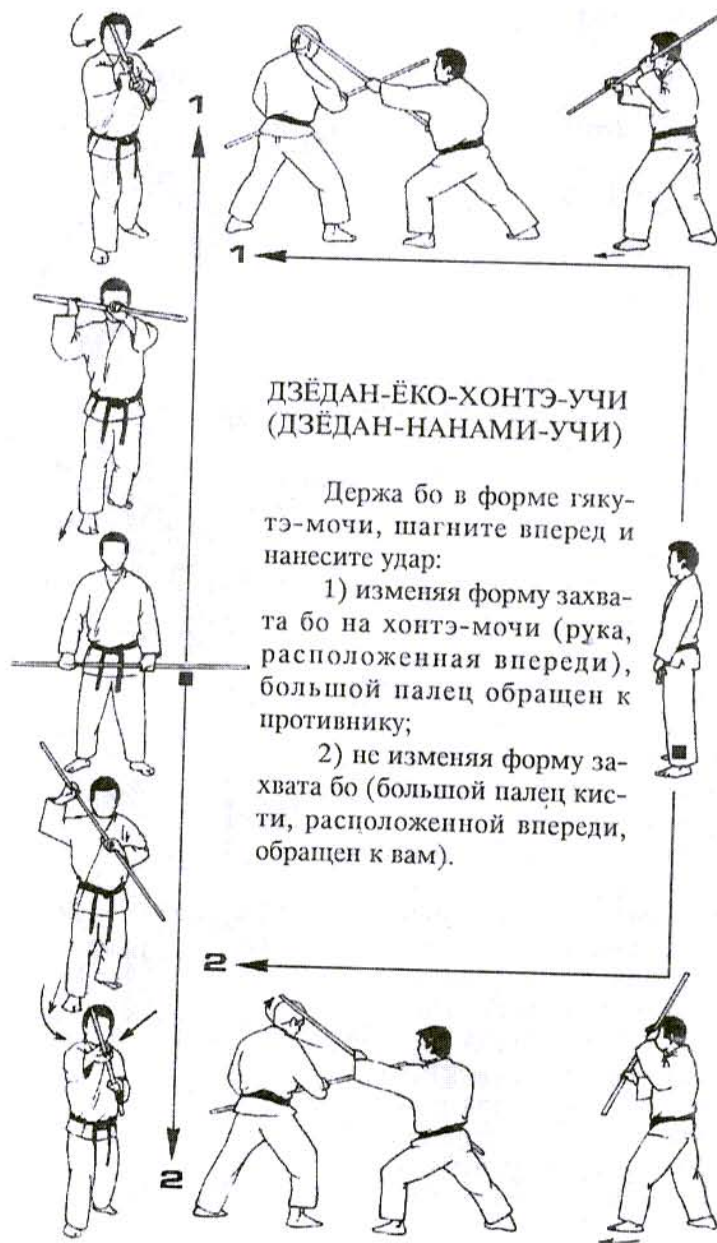 1
1
ДЗЁДАН-ЁКО-ХОНТЭ-УЧИ
(ДЗЁДАН-НАНАМИ-УЧИ)
Держа бо в форме гяку-
тэ-мочи, шагните вперед и
нанесите удар:
1) изменяя форму захва-
та бо на хонтэ-мочи (рука,
расположенная впереди),
большой палец обращен к
противнику;
2) не изменяя форму за-
хвата бо (большой палец кис-
ти, расположенной впереди,
обращен к вам).
2
2